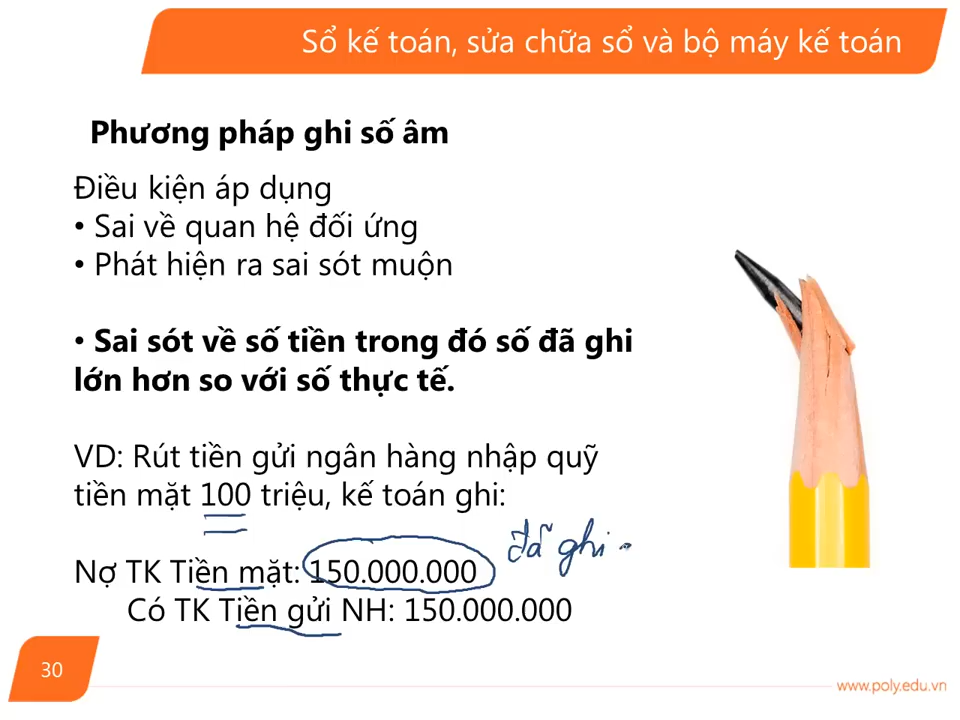 Sổ kế toán, sửa chữa sổ và bộ máy kế toán
Phương pháp ghi số âm
Điều kiện áp dụng
• Sai về quan hệ đối ứng
• Phát hiện ra sai sót muộn
• Sai sót về số tiền trong đó số đã ghi
lớn hơn so với số thực tế.
VD: Rút tiền gửi ngân hàng nhập quỹ
tiền mặt 100 triệu, kế toán ghi:
đã ghi
Nợ TK Tiền mặt: 150.000.000
Có TK Tiền gửi NH: 150.000.000
30
www.poly.edu.vn